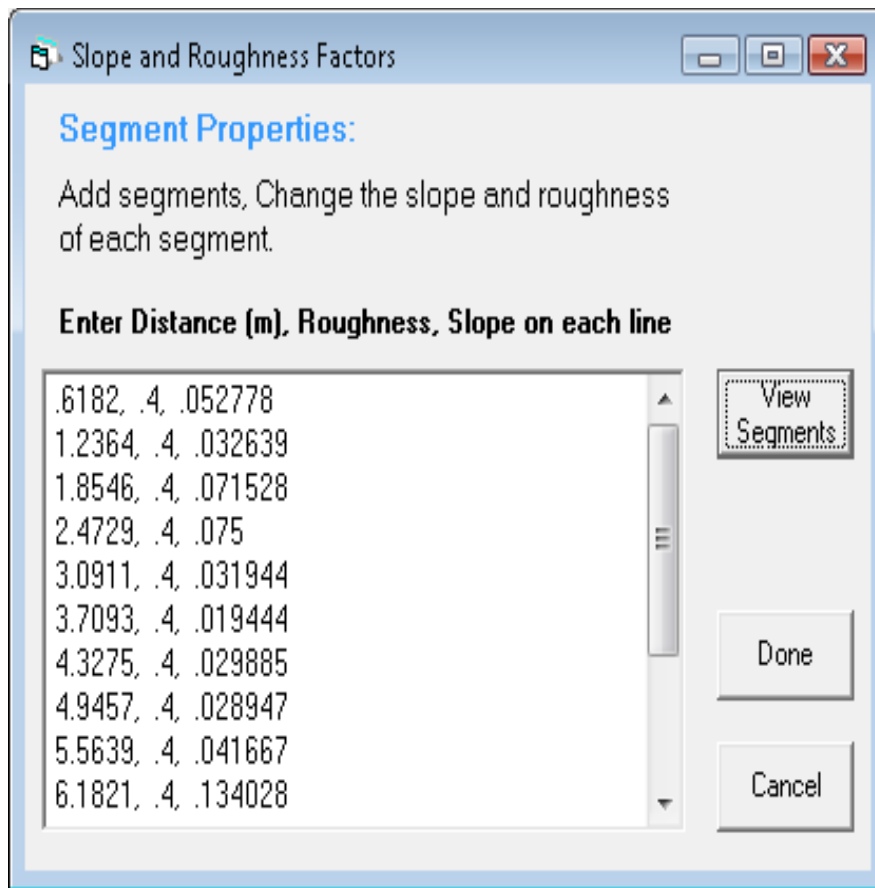 Slope and Roughness Factors
Segment Properties:
Add segments, Change the slope and roughness
of each segment.
Enter Distance (m), Roughness, Slope on each line
.6182, .4, .052778
1.2364, .4, .032639
1.8546, .4, .071528
2.4729, .4, .075
3.0911, .4, .031944
3.7093, .4, .019444
4.3275, .4, .029885
4.9457, .4, .028947
5.5639, .4, .041667
6.1821, .4, .134028
View
Segments
Done
Cancel